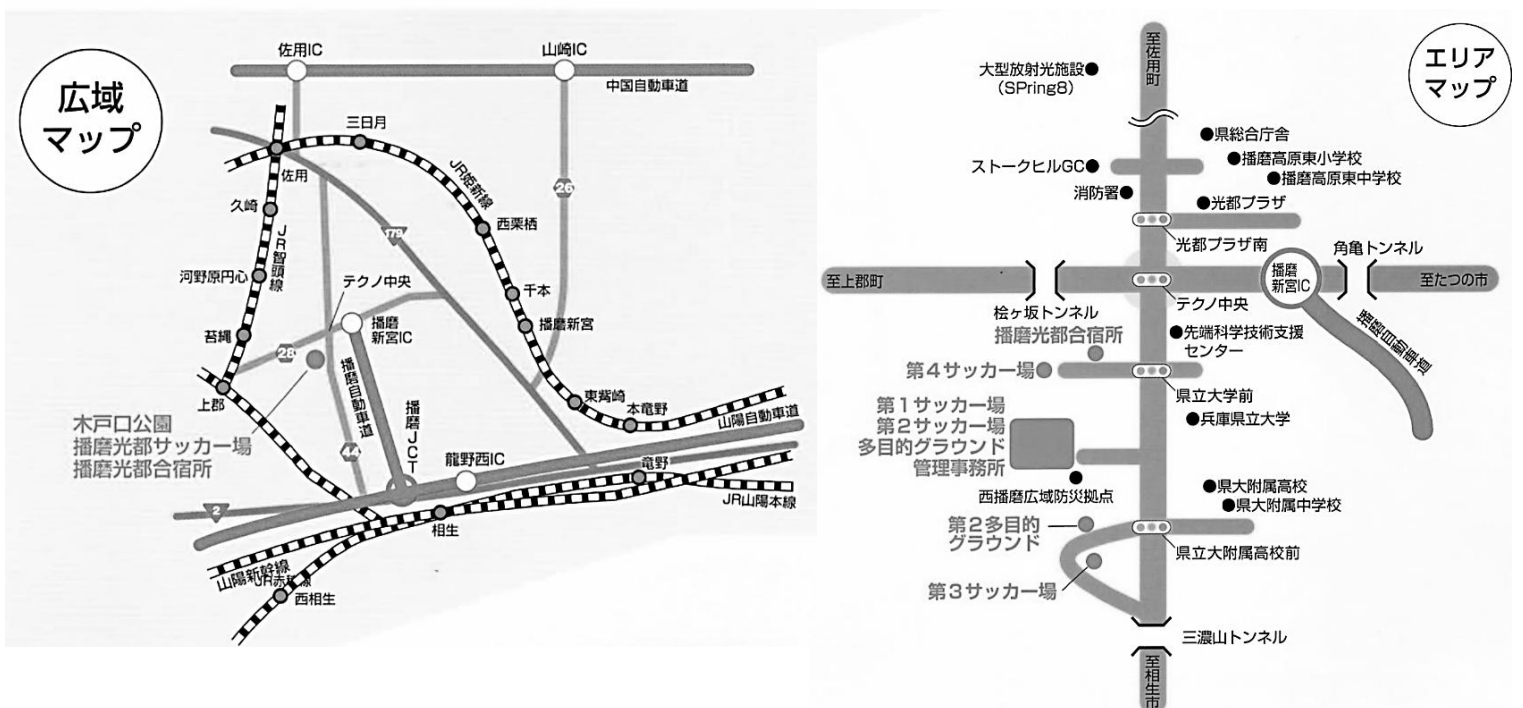 広域
マップ
佐用IC
山崎IC
中国自動車道
三日月
佐用
JR姫新線
26
久崎
西栗栖
JR智頭線
179
河野原円心
テクノ中央
千本
播磨
新宮IC
播磨新宮
苔縄
28
上郡
播磨自動車道
東觜崎
本竜野
木戸口公園
播磨光都サッカー場
播磨光都合宿所
播磨JCT
山陽自動車道
44
龍野西IC
竜野
JR山陽本線
2
相生
山陽新幹線
JR赤穂線
西相生
エリア
マップ
至佐用町
大型放射光施設
(SPring8)
県総合庁舎
播磨高原東小学校
ストークヒルGC
播磨高原東中学校
消防署
光都プラザ
光都プラザ南
角亀トンネル
至上郡町
播磨
新宮IC
至たつの市
テクノ中央
桧ヶ坂トンネル
播磨光都合宿所
先端科学技術支援
センター
播磨自動車道
第4サッカー場
県立大学前
第1サッカー場
第2サッカー場
多目的グラウンド
管理事務所
兵庫県立大学
西播磨広域防災拠点
県大附属高校
県大附属中学校
第2多目的
グラウンド
県立大附属高校前
第3サッカー場
三濃山トンネル
至相生市